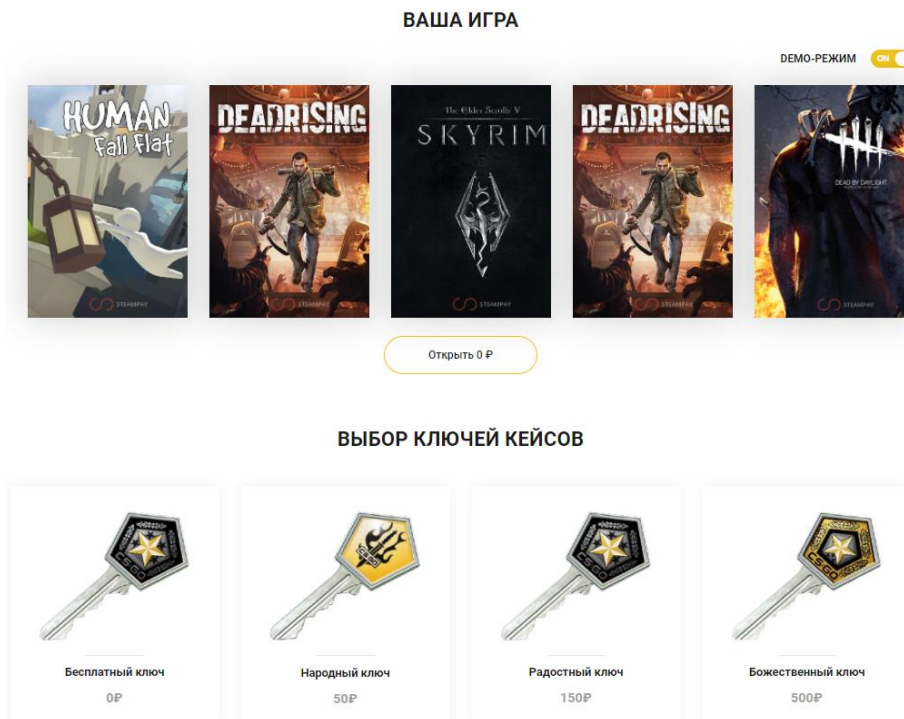 ВАША ИГРА
DEMO-РЕЖИМ ON
HUMAN
Fall Flat
DEADRISING
The Elder Scrolls V
SKYRIM
DEADRISING
DEAD BY DAYLIGHT
STEAMPAY
STEAMPAY
STEAMPAY
STEAMPAY
STEAMPAY
Открыть 0 ₽
ВЫБОР КЛЮЧЕЙ КЕЙСОВ
CS:GO
CS:GO
CS:GO
CS:GO
Бесплатный ключ
Народный ключ
Радостный ключ
Божественный ключ
0₽
50₽
150₽
500₽